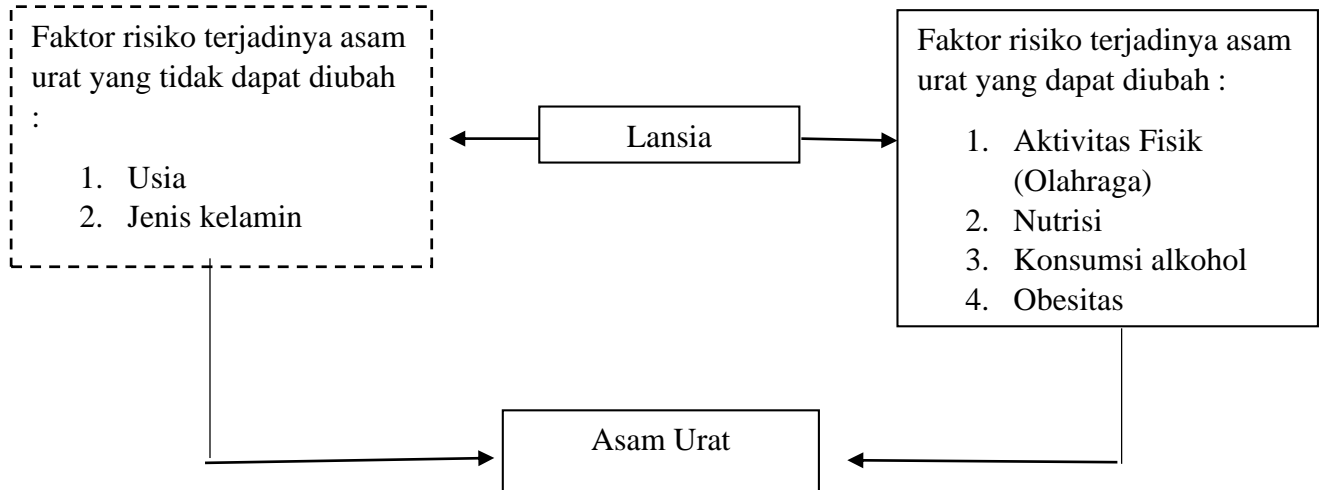 Faktor risiko terjadinya asam
urat yang tidak dapat diubah
:
1. Usia
2. Jenis kelamin
Lansia
Faktor risiko terjadinya asam
urat yang dapat diubah :
1. Aktivitas Fisik
(Olahraga)
2. Nutrisi
3. Konsumsi alkohol
4. Obesitas
Asam Urat